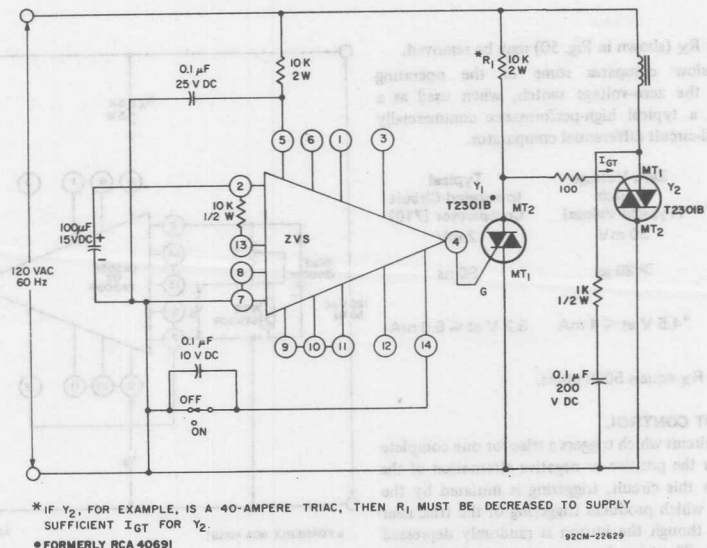 0.1 µF
25 V DC
10 K
2 W
*R1
10 K
2 W
5
6
1
3
2
10 K
1/2 W
13
8
7
ZVS
4
100µF
15VDC
+
-
120 VAC
60 Hz
Y1
T2301B●
MT2
MT1
G
100
IGT
MT1
Y2
T2301B●
MT2
1K
1/2 W
0.1 µF
200
V DC
9
10
11
12
14
0.1 µF
10 V DC
OFF
ON
* IF Y2, FOR EXAMPLE, IS A 40-AMPERE TRIAC, THEN R1 MUST BE DECREASED TO SUPPLY
SUFFICIENT IGT FOR Y2.
● FORMERLY RCA 40691
92CM-22629